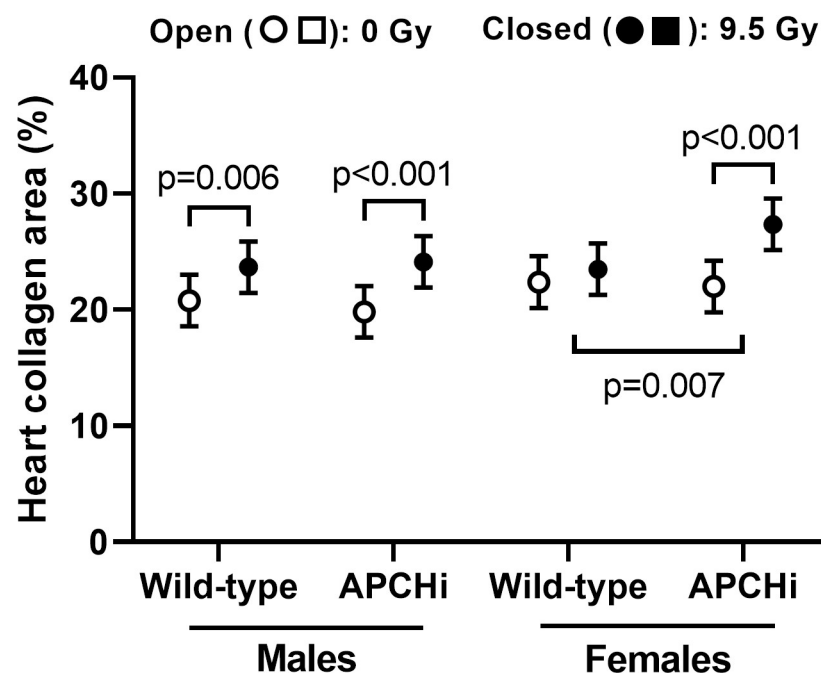 Open (○ □): 0 Gy Closed (● ■ ): 9.5 Gy
Heart collagen area (%)
40
30
20
10
0
p=0.006
p<0.001
p<0.001
p=0.007
Wild-type APCHi Wild-type APCHi
Males Females